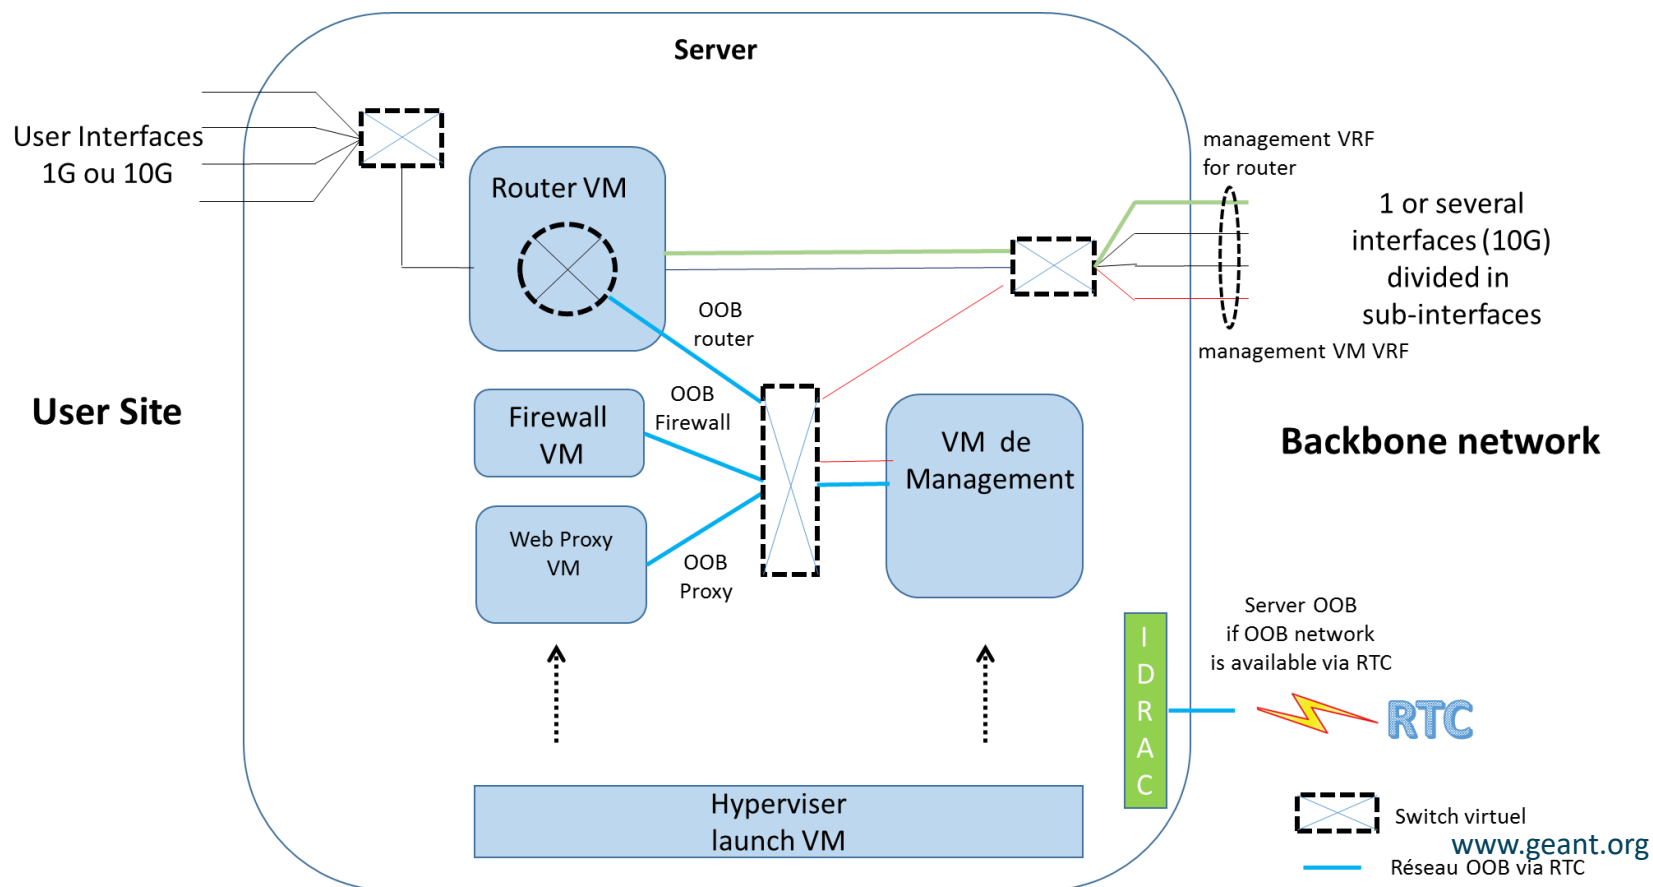 Server
User Interfaces
1G ou 10G
Router VM
management VRF
for router
1 or several
interfaces (10G)
divided in
sub-interfaces
management VM VRF
OOB
router
User Site
Firewall
VM
OOB
Firewall
VM de
Management
Backbone network
Web Proxy
VM
OOB
Proxy
I
D
R
A
C
Server OOB
if OOB network
is available via RTC
RTC
Hyperviser
launch VM
Switch virtuel
www.geant.org
Réseau OOB via RTC